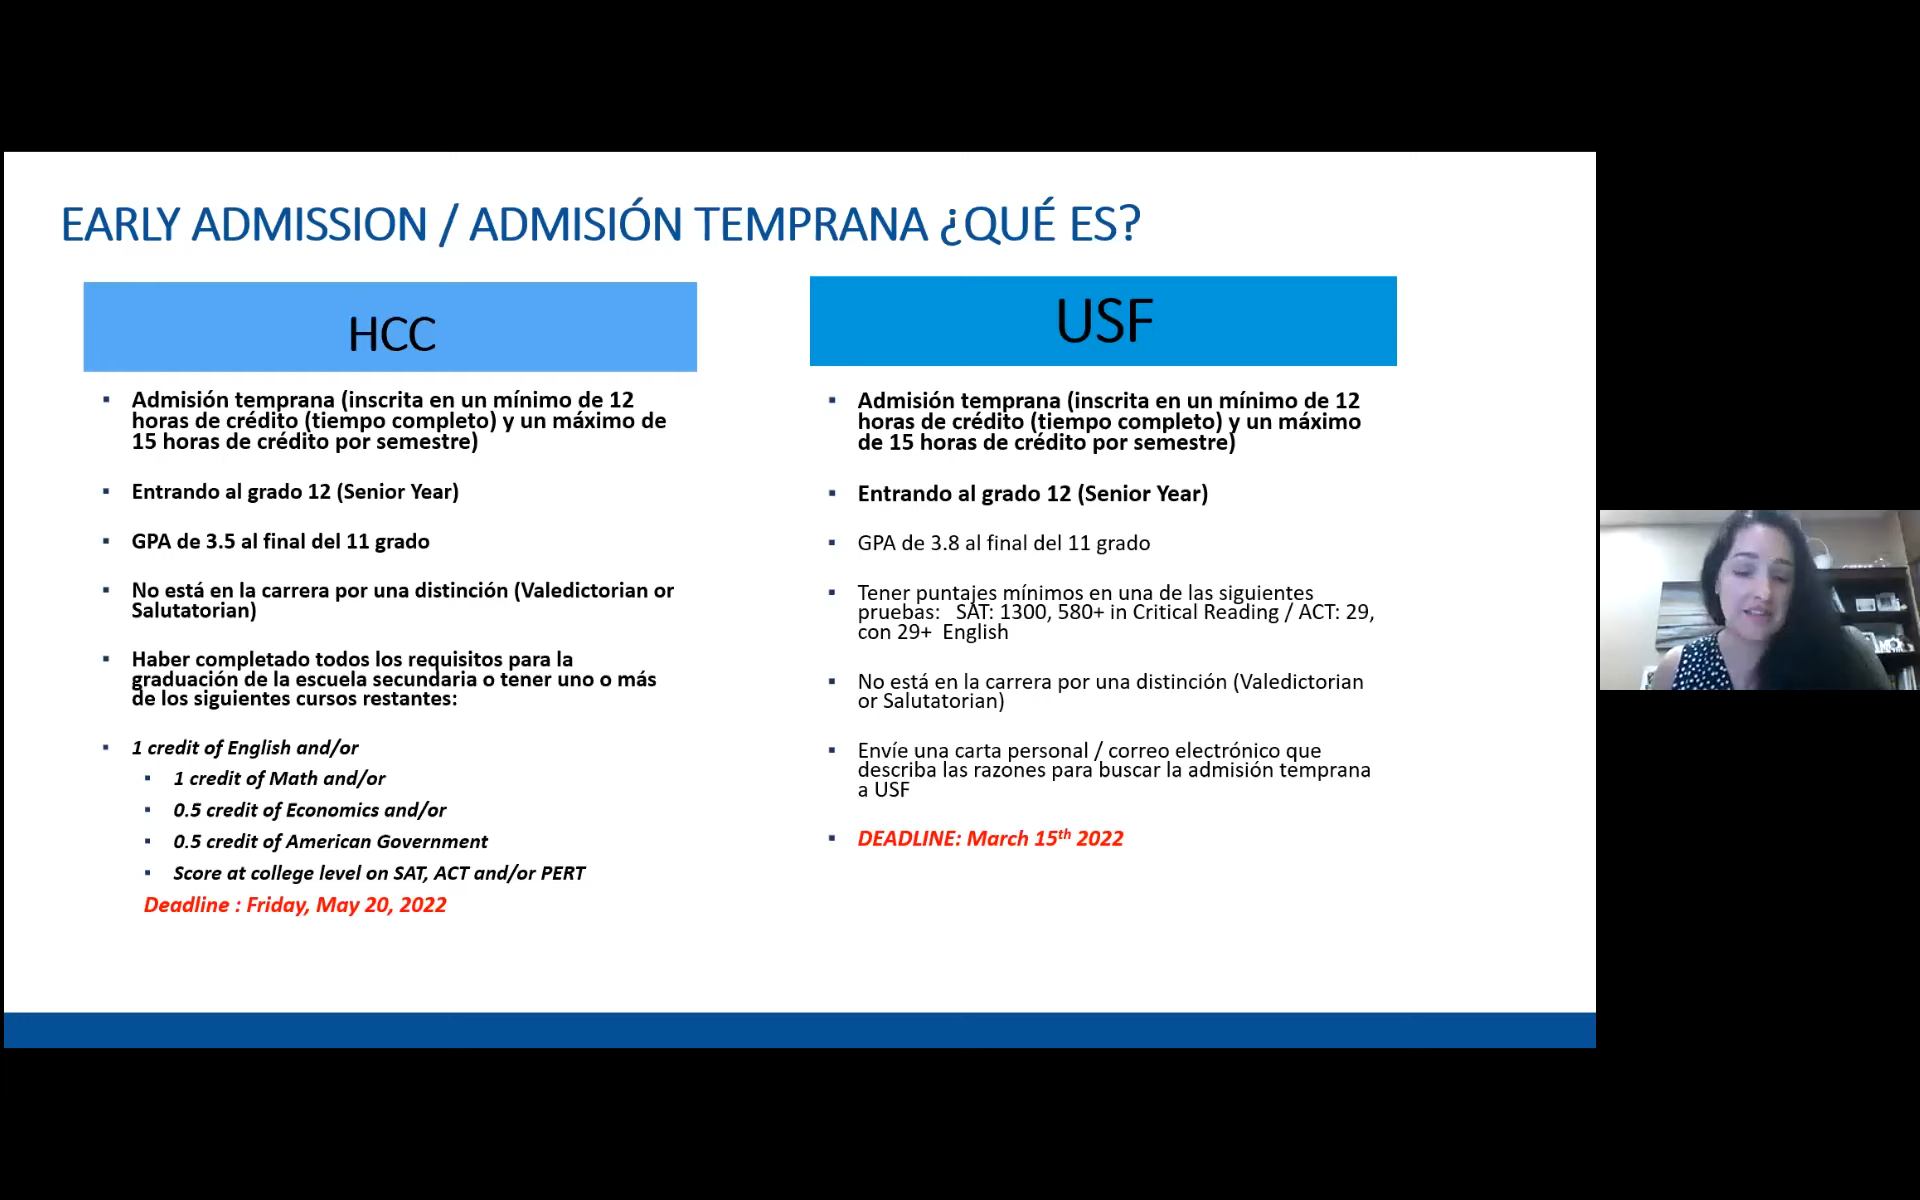 EARLY ADMISSION / ADMISIÓN TEMPRANA ¿QUÉ ES?
HCC
Admisión temprana (inscrita en un mínimo de 12
horas de crédito (tiempo completo) y un máximo de
15 horas de crédito por semestre)
Entrando al grado 12 (Senior Year)
GPA de 3.5 al final del 11 grado
No está en la carrera por una distinción (Valedictorian or
Salutatorian)
Haber completado todos los requisitos para la
graduación de la escuela secundaria o tener uno o más
de los siguientes cursos restantes:
1 credit of English and/or
1 credit of Math and/or
0.5 credit of Economics and/or
0.5 credit of American Government
Score at college level on SAT, ACT and/or PERT
Deadline : Friday, May 20, 2022
USF
Admisión temprana (inscrita en un mínimo de 12
horas de crédito (tiempo completo) y un máximo
de 15 horas de crédito por semestre)
Entrando al grado 12 (Senior Year)
GPA de 3.8 al final del 11 grado
Tener puntajes mínimos en una de las siguientes
pruebas: SAT: 1300, 580+ in Critical Reading / ACT: 29,
con 29+ English
No está en la carrera por una distinción (Valedictorian
or Salutatorian)
Envíe una carta personal / correo electrónico que
describa las razones para buscar la admisión temprana
a USF
DEADLINE: March 15th 2022